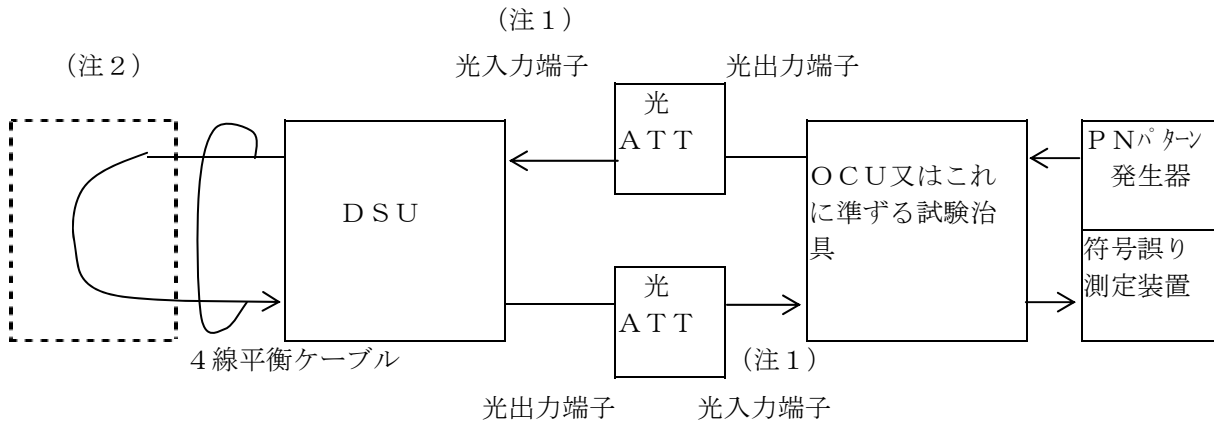 (注1)
(注2)
光入力端子
光出力端子
光
ATT
DSU
OCU又はこれ
に準ずる試験治
具
PNパターン
発生器
符号誤り
測定装置
光
ATT
4線平衡ケーブル
(注1)
光出力端子
光入力端子